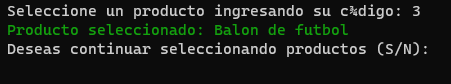 Seleccione un producto ingresando su c¾digo: 3
Producto seleccionado: Balon de futbol
Deseas continuar seleccionando productos (S/N):